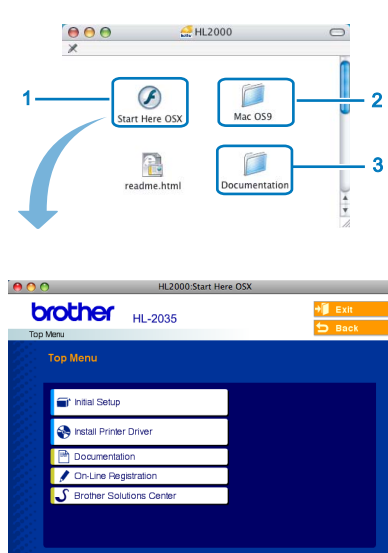 HL2000
1
Start Here OSX
Mac OS9
2
readme.html
Documentation
3
HL2000:Start Here OSX
brother
HL-2035
Exit
Back
Top Menu
Top Menu
Initial Setup
Install Printer Driver
Documentation
On-Line Registration
Brother Solutions Center